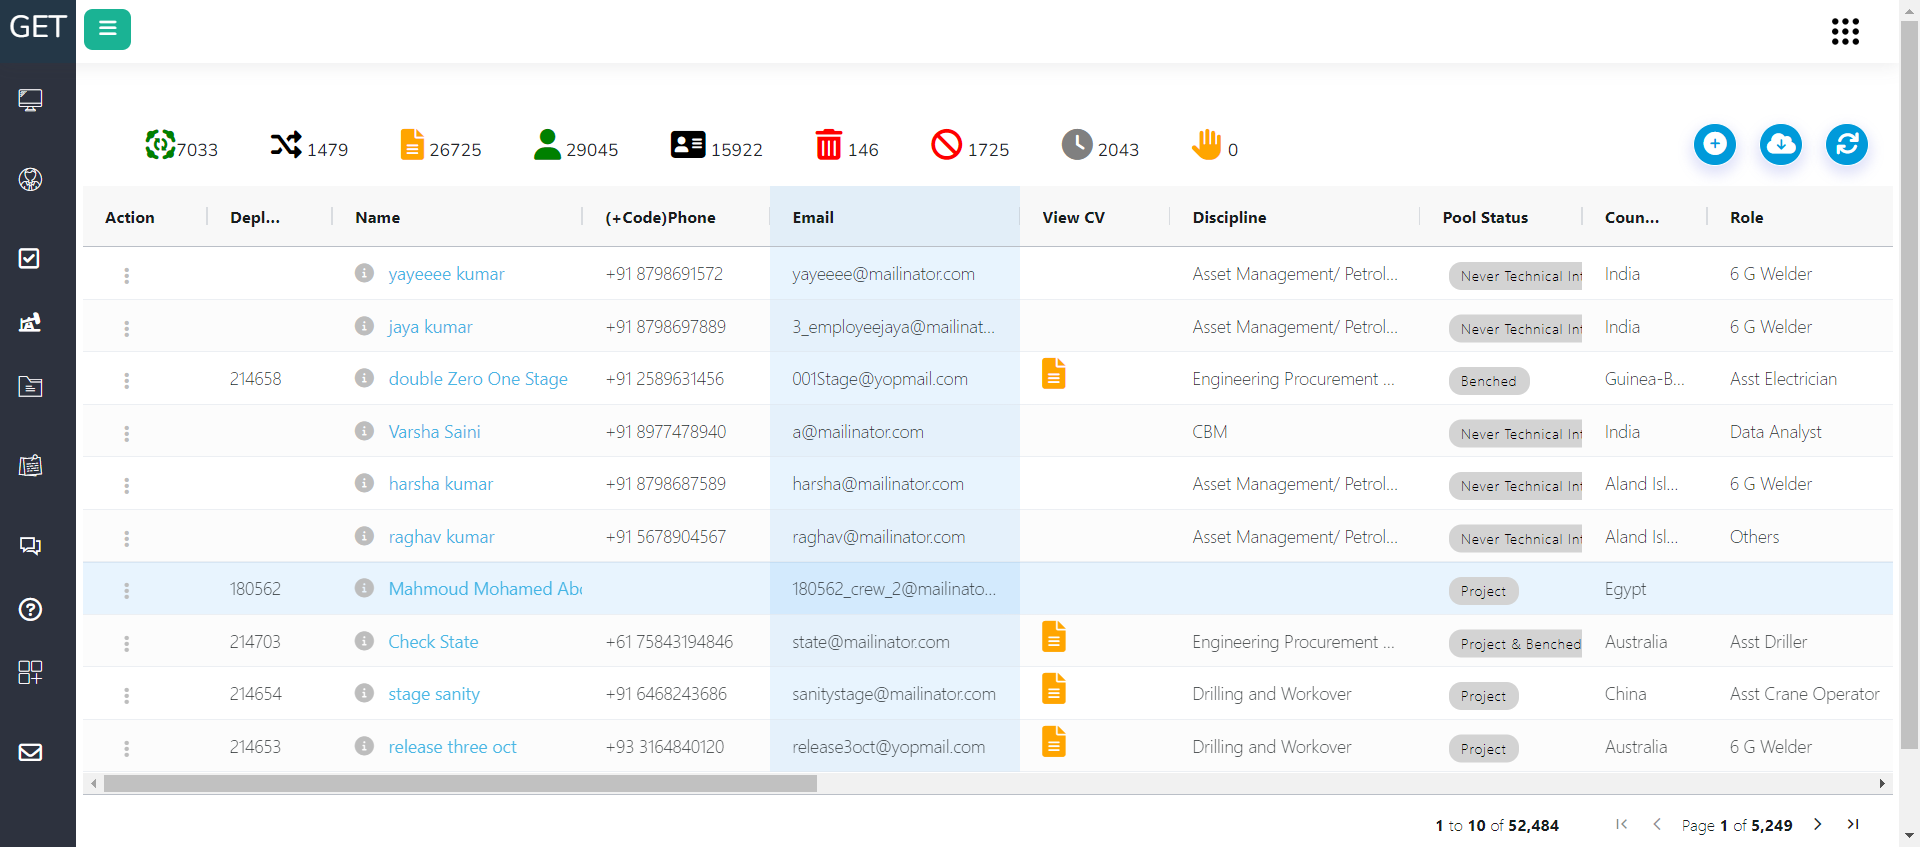 GET
7033 1479 26725 29045 15922 146 1725 2043 0
Action Depl... Name (+Code)Phone Email View CV Discipline Pool Status Coun... Role
yayeeee kumar +91 8798691572 yayeeee@mailinator.com Asset Management/ Petrol... Never Technical Int India 6 G Welder
jaya kumar +91 8798697889 3_employeejaya@mailinat... Asset Management/ Petrol... Never Technical Int India 6 G Welder
214658 double Zero One Stage +91 2589631456 001Stage@yopmail.com Engineering Procurement ... Benched Guinea-B... Asst Electrician
Varsha Saini +91 8977478940 a@mailinator.com CBM Never Technical Int India Data Analyst
harsha kumar +91 8798687589 harsha@mailinator.com Asset Management/ Petrol... Never Technical Int Aland Isl... 6 G Welder
raghav kumar +91 5678904567 raghav@mailinator.com Asset Management/ Petrol... Never Technical Int Aland Isl... Others
180562 Mahmoud Mohamed Abd 180562_crew_2@mailinato... Project Egypt
214703 Check State +61 75843194846 state@mailinator.com Engineering Procurement ... Project & Benched Australia Asst Driller
214654 stage sanity +91 6468243686 sanitystage@mailinator.com Drilling and Workover Project China Asst Crane Operator
214653 release three oct +93 3164840120 release3oct@yopmail.com Drilling and Workover Project Australia 6 G Welder
1 to 10 of 52,484 Page 1 of 5,249